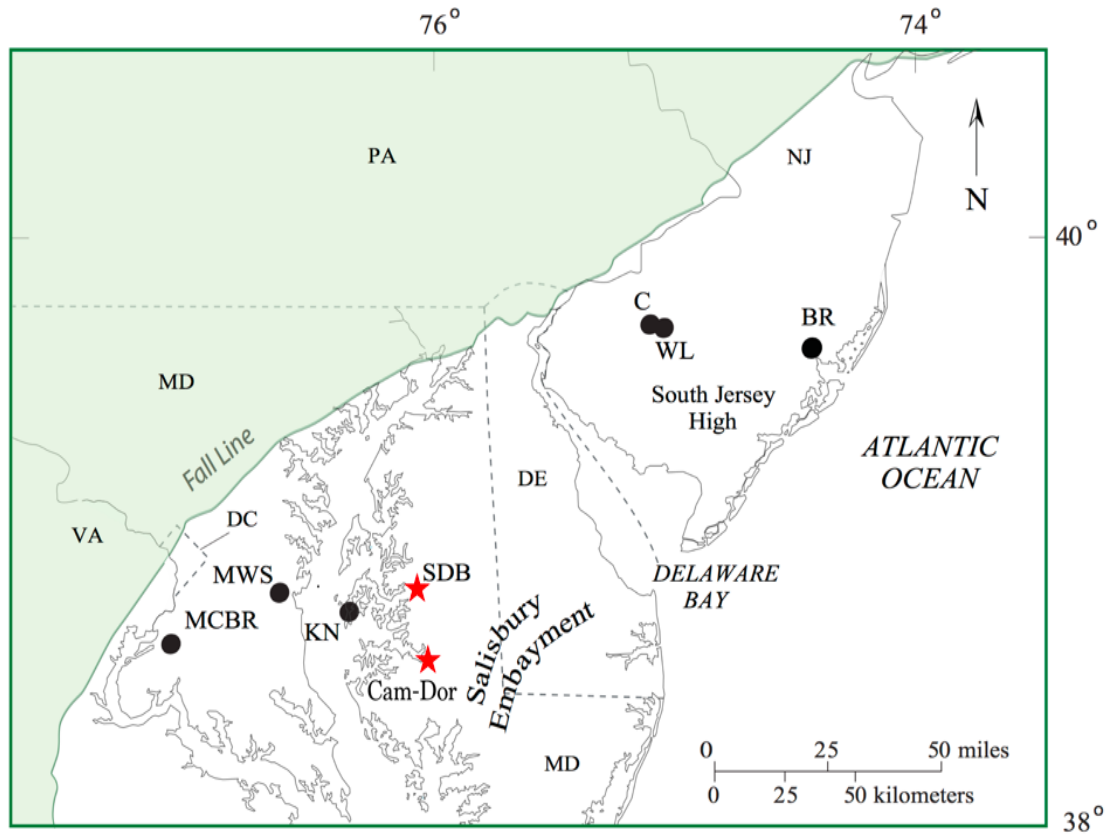 76°
74°
PA
NJ
N
40°
C
WL
BR
MD
South Jersey
High
Fall Line
ATLANTIC
OCEAN
DE
VA
DC
MWS
SDB
DELAWARE
BAY
MCBR
KN
Salisbury
Embayment
Cam-Dor
0 25 50 miles
MD
0 25 50 kilometers
38°